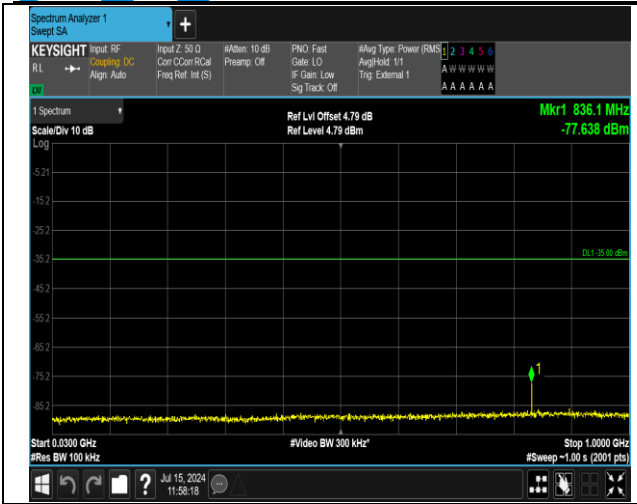 Spectrum Analyzer 1
Swept SA
+
KEYSIGHT
RL
LXI
Input: RF
Coupling: DC
Align: Auto
Input Z: 50 Ω
Corr CCorr RCal
Freq Ref: Int (S)
#Atten: 10 dB
Preamp: Off
PNO: Fast
Gate: LO
IF Gain: Low
Sig Track: Off
#Avg Type: Power (RMS
Avg|Hold: 1/1
Trig: External 1
1 2 3 4 5 6
A W W W W W
A A A A A A
1 Spectrum
Scale/Div 10 dB
Log
Ref Lvl Offset 4.79 dB
Ref Level 4.79 dBm
Mkr1 836.1 MHz
-77.638 dBm
-5.21
-15.2
-25.2
-35.2
DL1 -35.00 dBm
-45.2
-55.2
-65.2
1
-75.2
-85.2
Start 0.0300 GHz
#Res BW 100 kHz
#Video BW 300 kHz*
Stop 1.0000 GHz
#Sweep ~1.00 s (2001 pts)
?
Jul 15, 2024
11:58:18